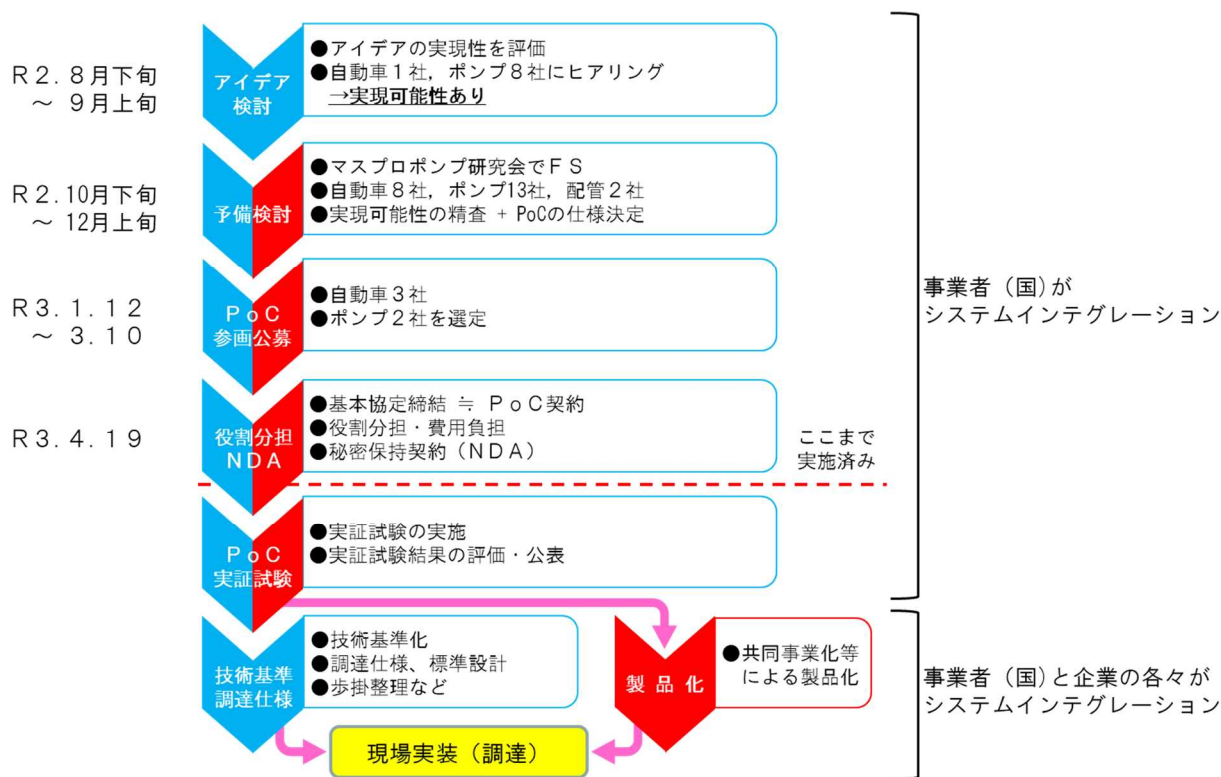 R2.8月下旬
～ 9月上旬
アイデア
検討
●アイデアの実現性を評価
●自動車1社，ポンプ8社にヒアリング
→実現可能性あり
R2.10月下旬
～ 12月上旬
予備検討
●マスプロポンプ研究会でFS
●自動車8社，ポンプ13社，配管2社
●実現可能性の精査 + PoCの仕様決定
R3.1.12
～ 3.10
PoC
参画公募
●自動車3社
●ポンプ2社を選定
R3.4.19
役割分担
NDA
●基本協定締結 ≒ PoC契約
●役割分担・費用負担
●秘密保持契約（NDA）
ここまで
実施済み
PoC
実証試験
●実証試験の実施
●実証試験結果の評価・公表
事業者（国)が
システムインテグレーション
技術基準
調達仕様
●技術基準化
●調達仕様、標準設計
●歩掛整理など
製品化
●共同事業化等
による製品化
事業者（国)と企業の各々が
システムインテグレーション
現場実装（調達）